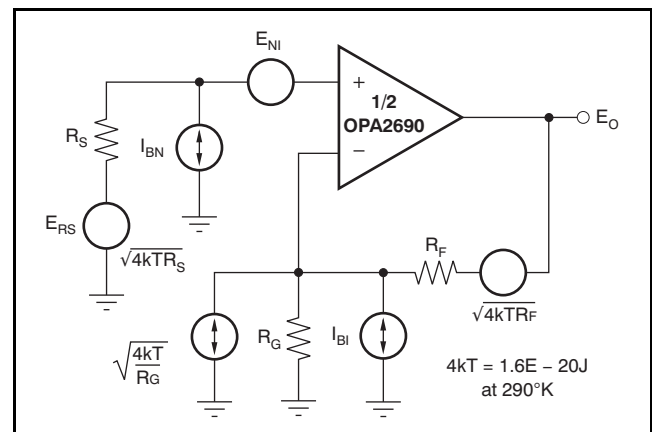 E_NI
+
1/2
OPA2690
−
E_O
R_S
I_BN
E_RS
√4kTR_S
R_F
√4kTR_F
√4kT/R_G
R_G
I_BI
4kT = 1.6E − 20J
at 290°K